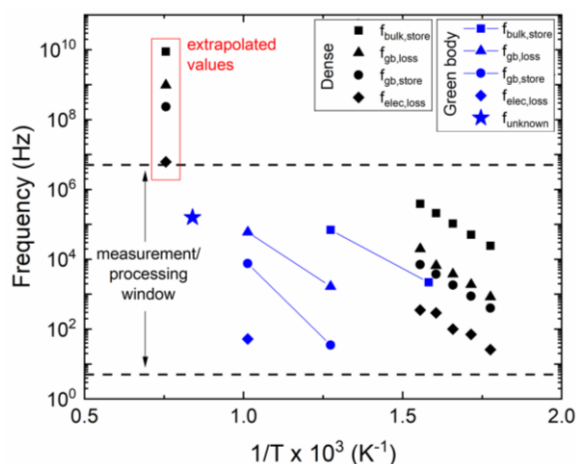 extrapolated
values
Dense
f_bulk,store
f_gb,loss
f_gb,store
f_elec,loss
Green body
f_bulk,store
f_gb,loss
f_gb,store
f_elec,loss
f_unknown
measurement/
processing
window
Frequency (Hz)
10^10
10^8
10^6
10^4
10^2
10^0
0.5
1.0
1.5
2.0
1/T x 10^3 (K^-1)